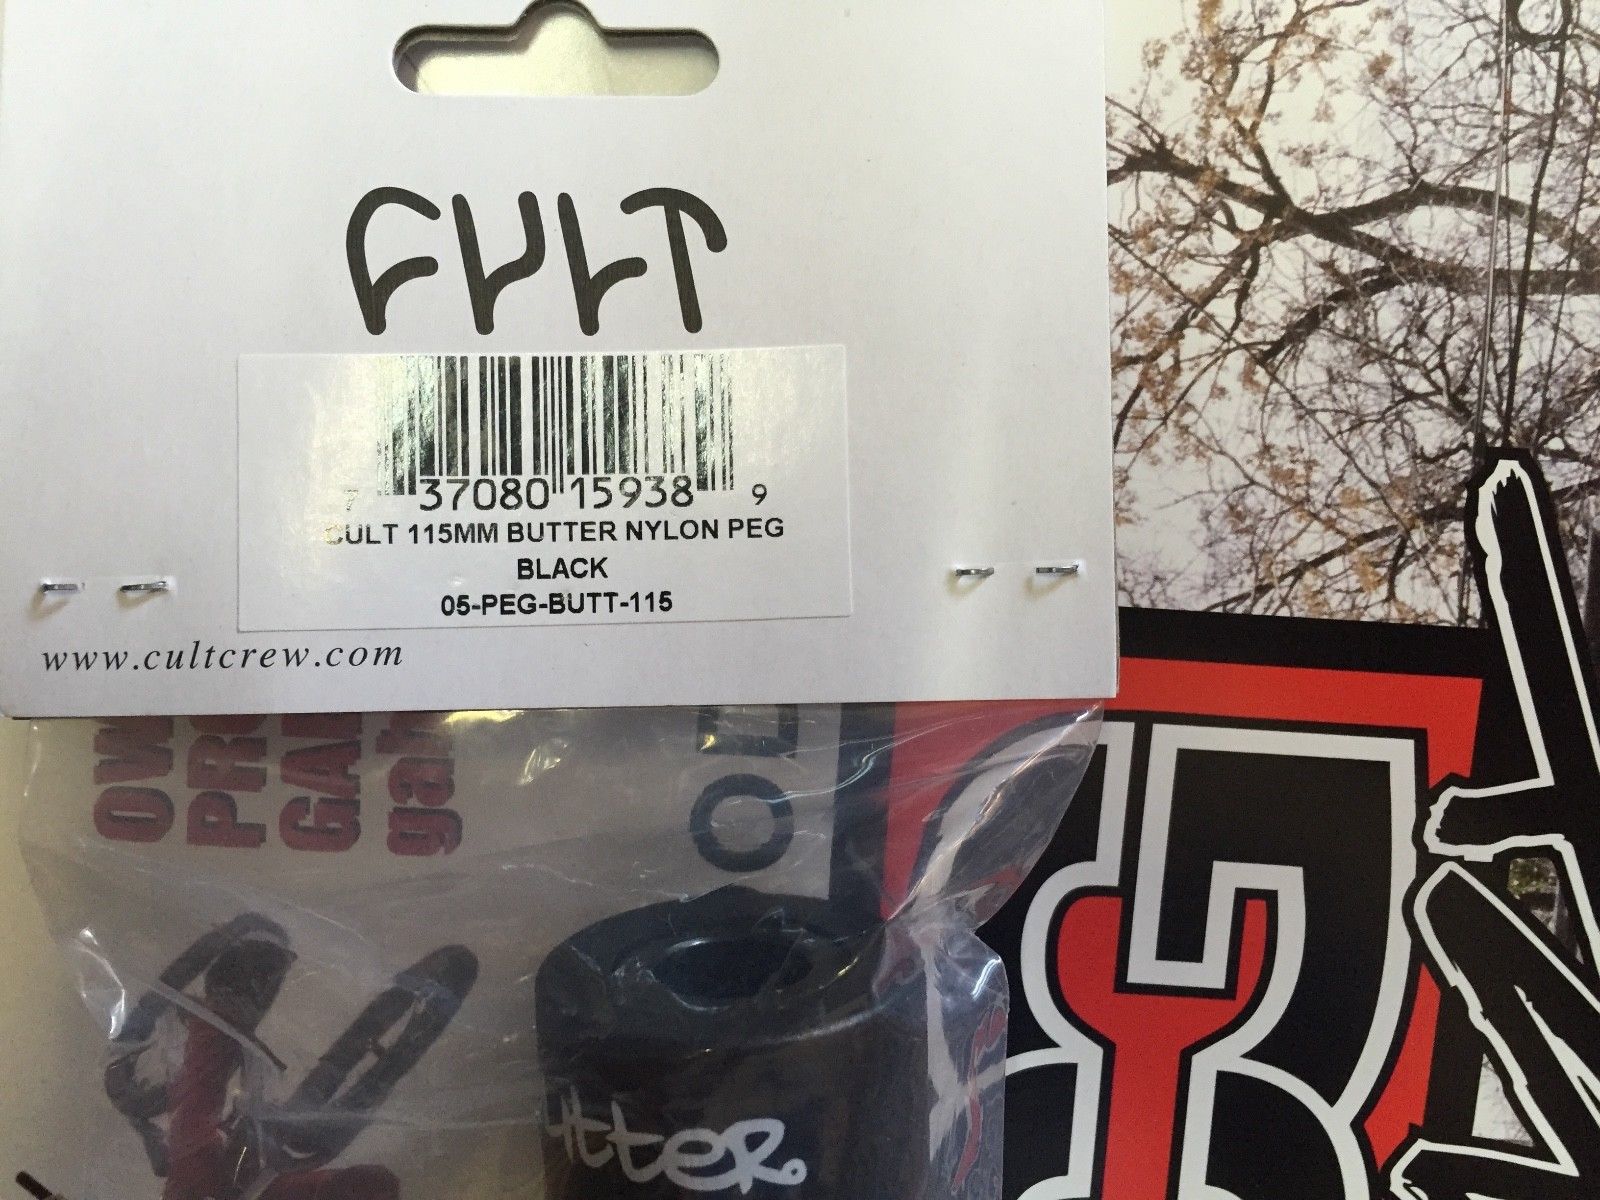 CULT
7 37080 15938 9
CULT 115MM BUTTER NYLON PEG
BLACK
05-PEG-BUTT-115
www.cultcrew.com